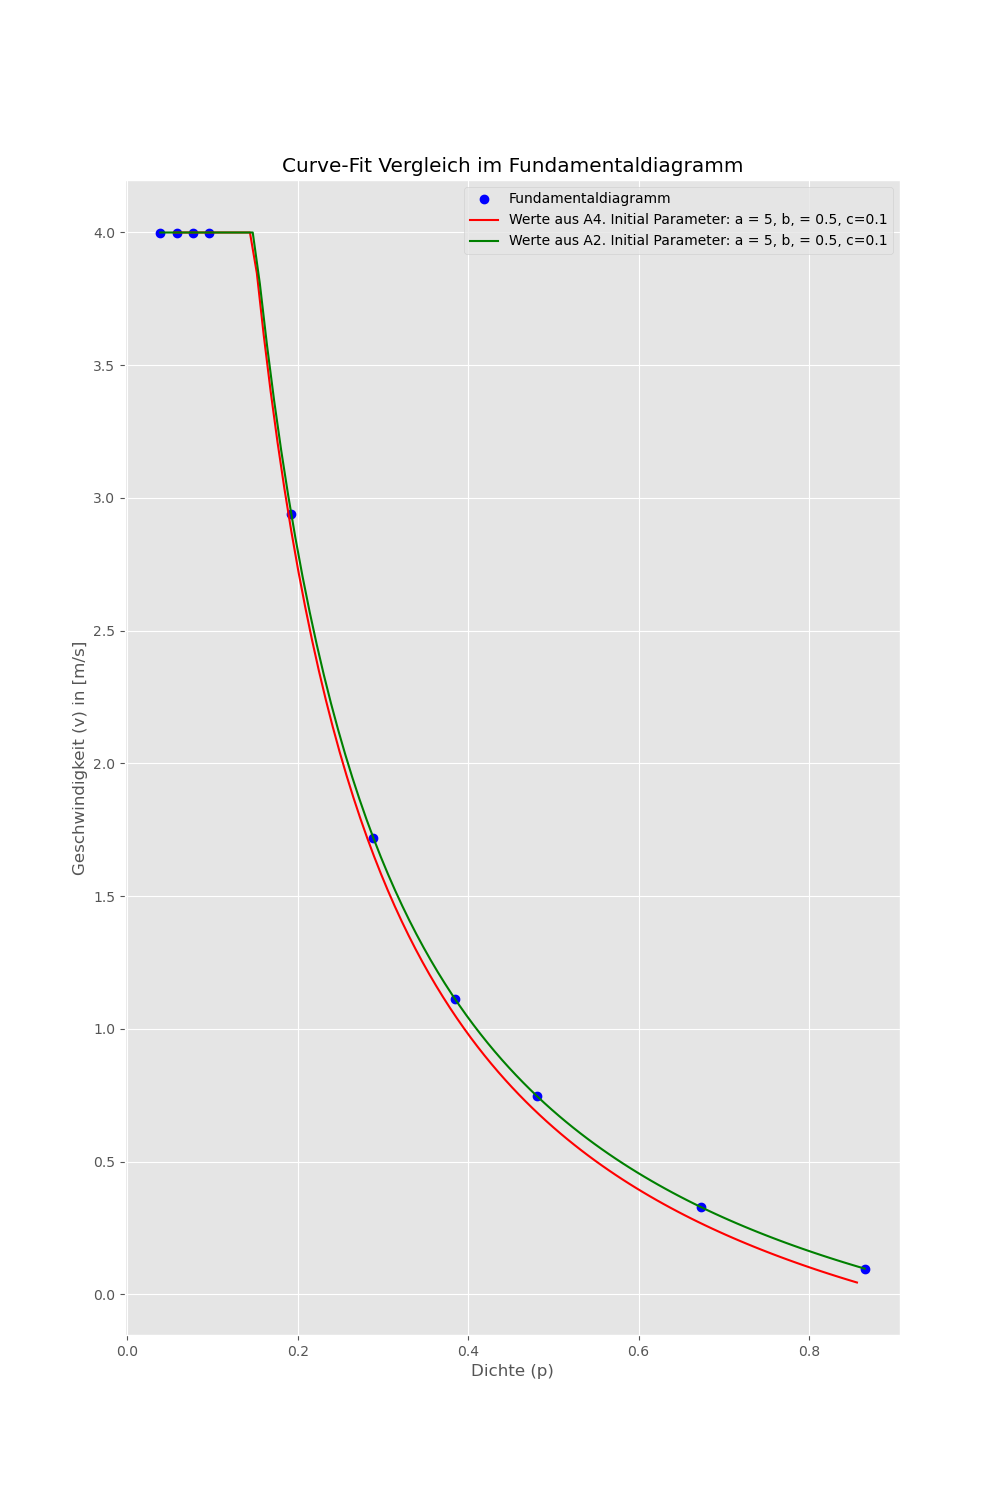 Curve-Fit Vergleich im Fundamentaldiagramm
Fundamentaldiagramm
Werte aus A4. Initial Parameter: a = 5, b, = 0.5, c=0.1
Werte aus A2. Initial Parameter: a = 5, b, = 0.5, c=0.1
Geschwindigkeit (v) in [m/s]
4.0
3.5
3.0
2.5
2.0
1.5
1.0
0.5
0.0
0.0 0.2 0.4 0.6 0.8
Dichte (p)